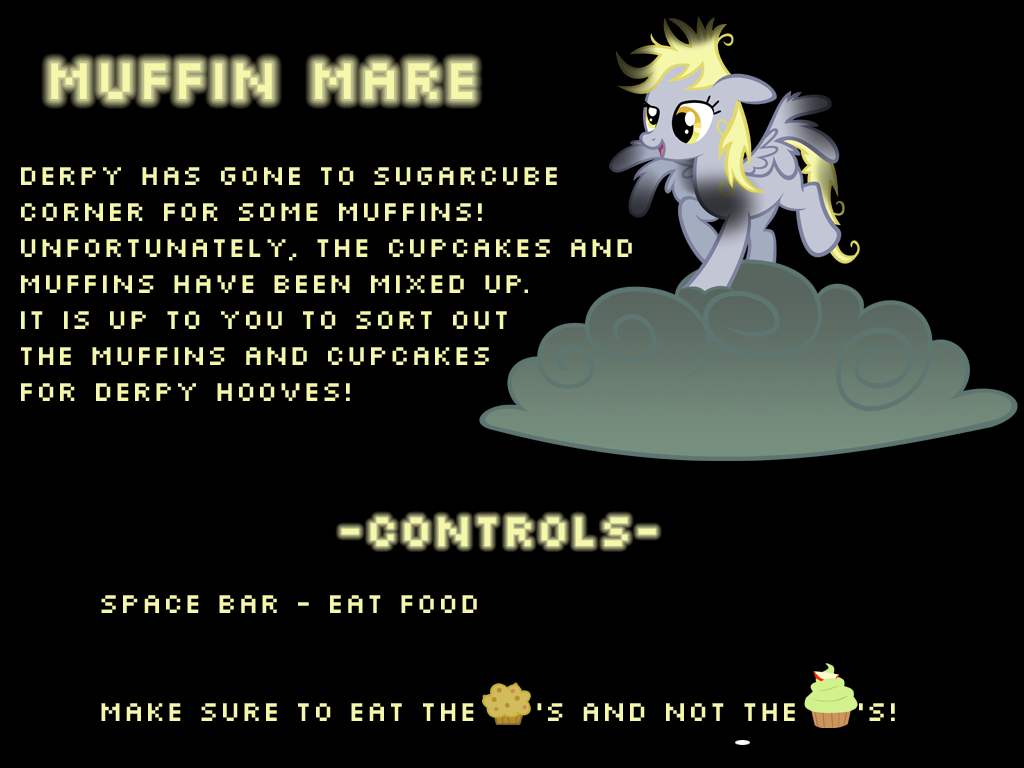 MUFFIN MARE
DERPY HAS GONE TO SUGARCUBE
CORNER FOR SOME MUFFINS!
UNFORTUNATELY, THE CUPCAKES AND
MUFFINS HAVE BEEN MIXED UP.
IT IS UP TO YOU TO SORT OUT
THE MUFFINS AND CUPCAKES
FOR DERPY HOOVES!
-CONTROLS-
SPACE BAR - EAT FOOD
MAKE SURE TO EAT THE 'S AND NOT THE 'S!